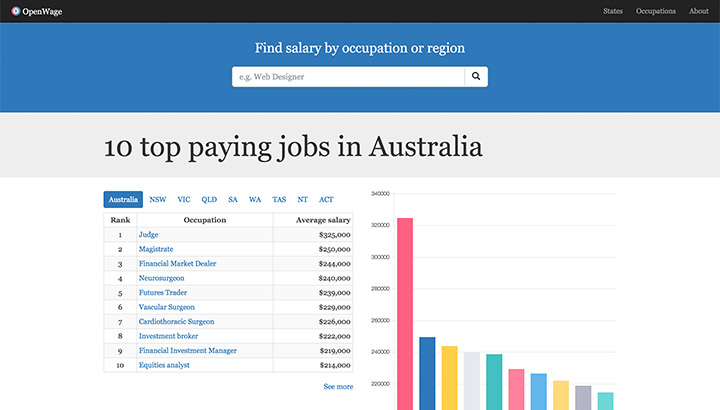 OpenWage
States Occupations About
Find salary by occupation or region
e.g. Web Designer
10 top paying jobs in Australia
Australia NSW VIC QLD SA WA TAS NT ACT
Rank Occupation Average salary
1 Judge $325,000
2 Magistrate $250,000
3 Financial Market Dealer $244,000
4 Neurosurgeon $240,000
5 Futures Trader $239,000
6 Vascular Surgeon $229,000
7 Cardiothoracic Surgeon $226,000
8 Investment broker $222,000
9 Financial Investment Manager $219,000
10 Equities analyst $214,000
See more
340000
320000
300000
280000
260000
240000
220000